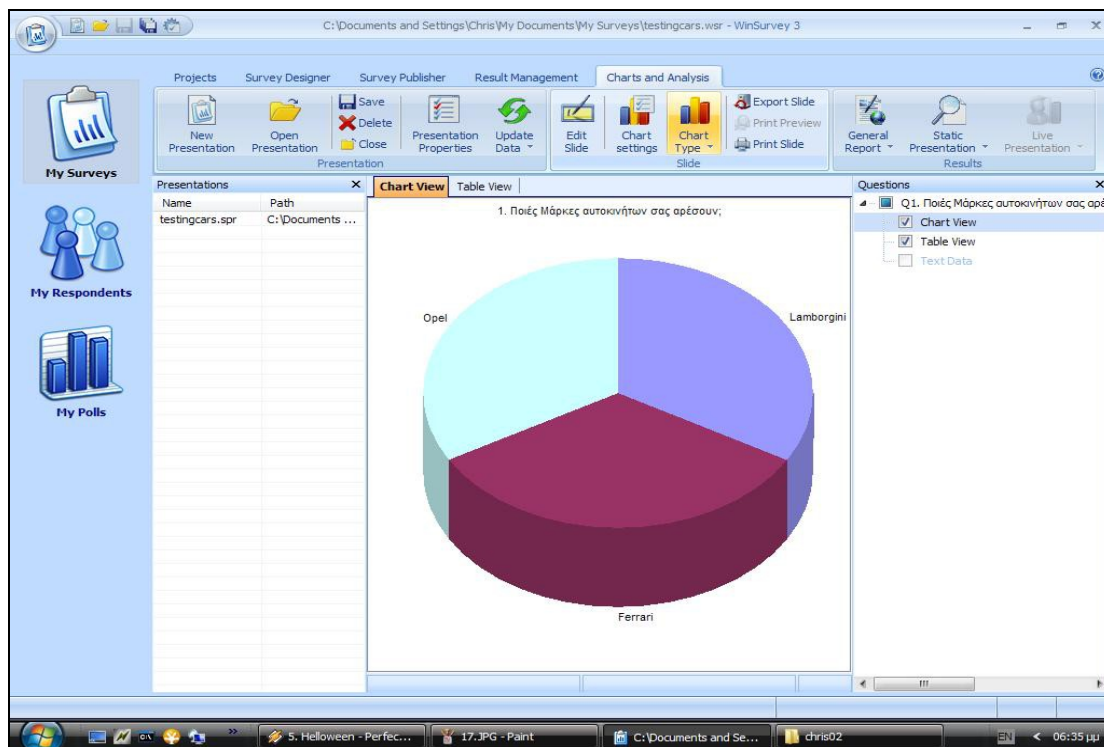 C:\Documents and Settings\Chris\My Documents\My Surveys\testingcars.wsr - WinSurvey 3
Projects Survey Designer Survey Publisher Result Management Charts and Analysis
New Presentation
Open Presentation
Save
Delete
Close
Presentation Properties
Update Data
Presentation
Edit Slide
Chart settings
Chart Type
Export Slide
Print Preview
Print Slide
Slide
General Report
Static Presentation
Live Presentation
Results
My Surveys
My Respondents
My Polls
Presentations
Name Path
testingcars.spr C:\Documents ...
Chart View Table View
1. Ποιές Μάρκες αυτοκινήτων σας αρέσουν;
Opel
Lamborgini
Ferrari
Questions
Q1. Ποιές Μάρκες αυτοκινήτων σας αρέ
Chart View
Table View
Text Data
5. Helloween - Perfec...
17.JPG - Paint
C:\Documents and Se...
chris02
EN
06:35 μμ